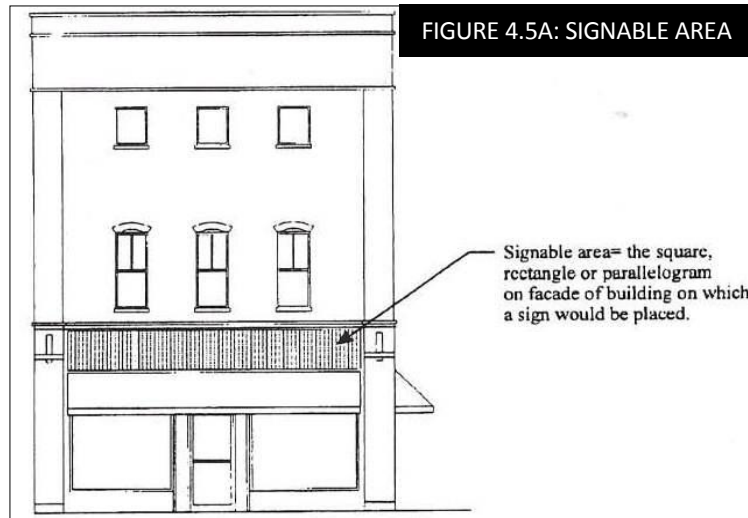 FIGURE 4.5A: SIGNABLE AREA
Signable area= the square,
rectangle or parallelogram
on facade of building on which
a sign would be placed.